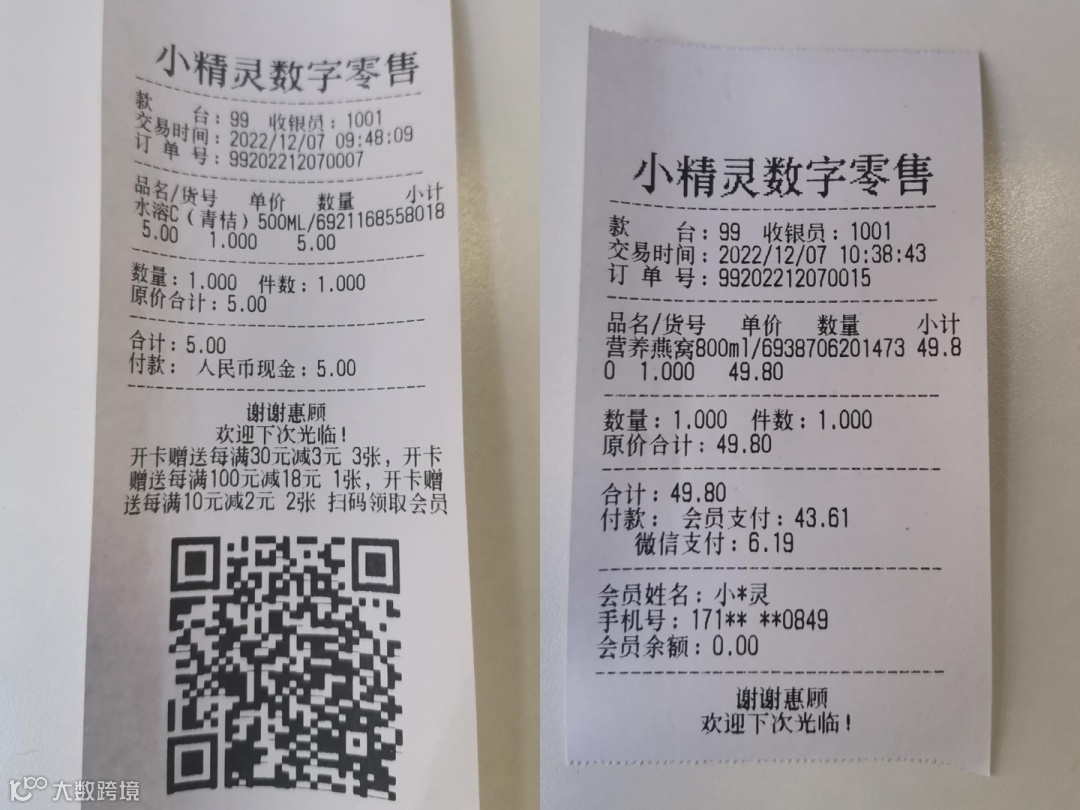 小精灵数字零售
款 台：99 收银员：1001
交易时间：2022/12/07 09:48:09
订 单 号：99202212070007
品名/货号 单价 数量 小计
水溶C（青桔）500ML/6921168558018
5.00 1.000 5.00
数量：1.000 件数：1.000
原价合计：5.00
合计：5.00
付款： 人民币现金：5.00
谢谢惠顾
欢迎下次光临！
开卡赠送每满30元减3元 3张，开卡
赠送每满100元减18元 1张，开卡赠
送每满10元减2元 2张 扫码领取会员
小精灵数字零售
款 台：99 收银员：1001
交易时间：2022/12/07 10:38:43
订 单 号：99202212070015
品名/货号 单价 数量 小计
营养燕窝800ml/6938706201473 49.8
0 1.000 49.80
数量：1.000 件数：1.000
原价合计：49.80
合计：49.80
付款： 会员支付：43.61
微信支付：6.19
会员姓名：小*灵
手机号：171** **0849
会员余额：0.00
谢谢惠顾
欢迎下次光临！
大数跨境